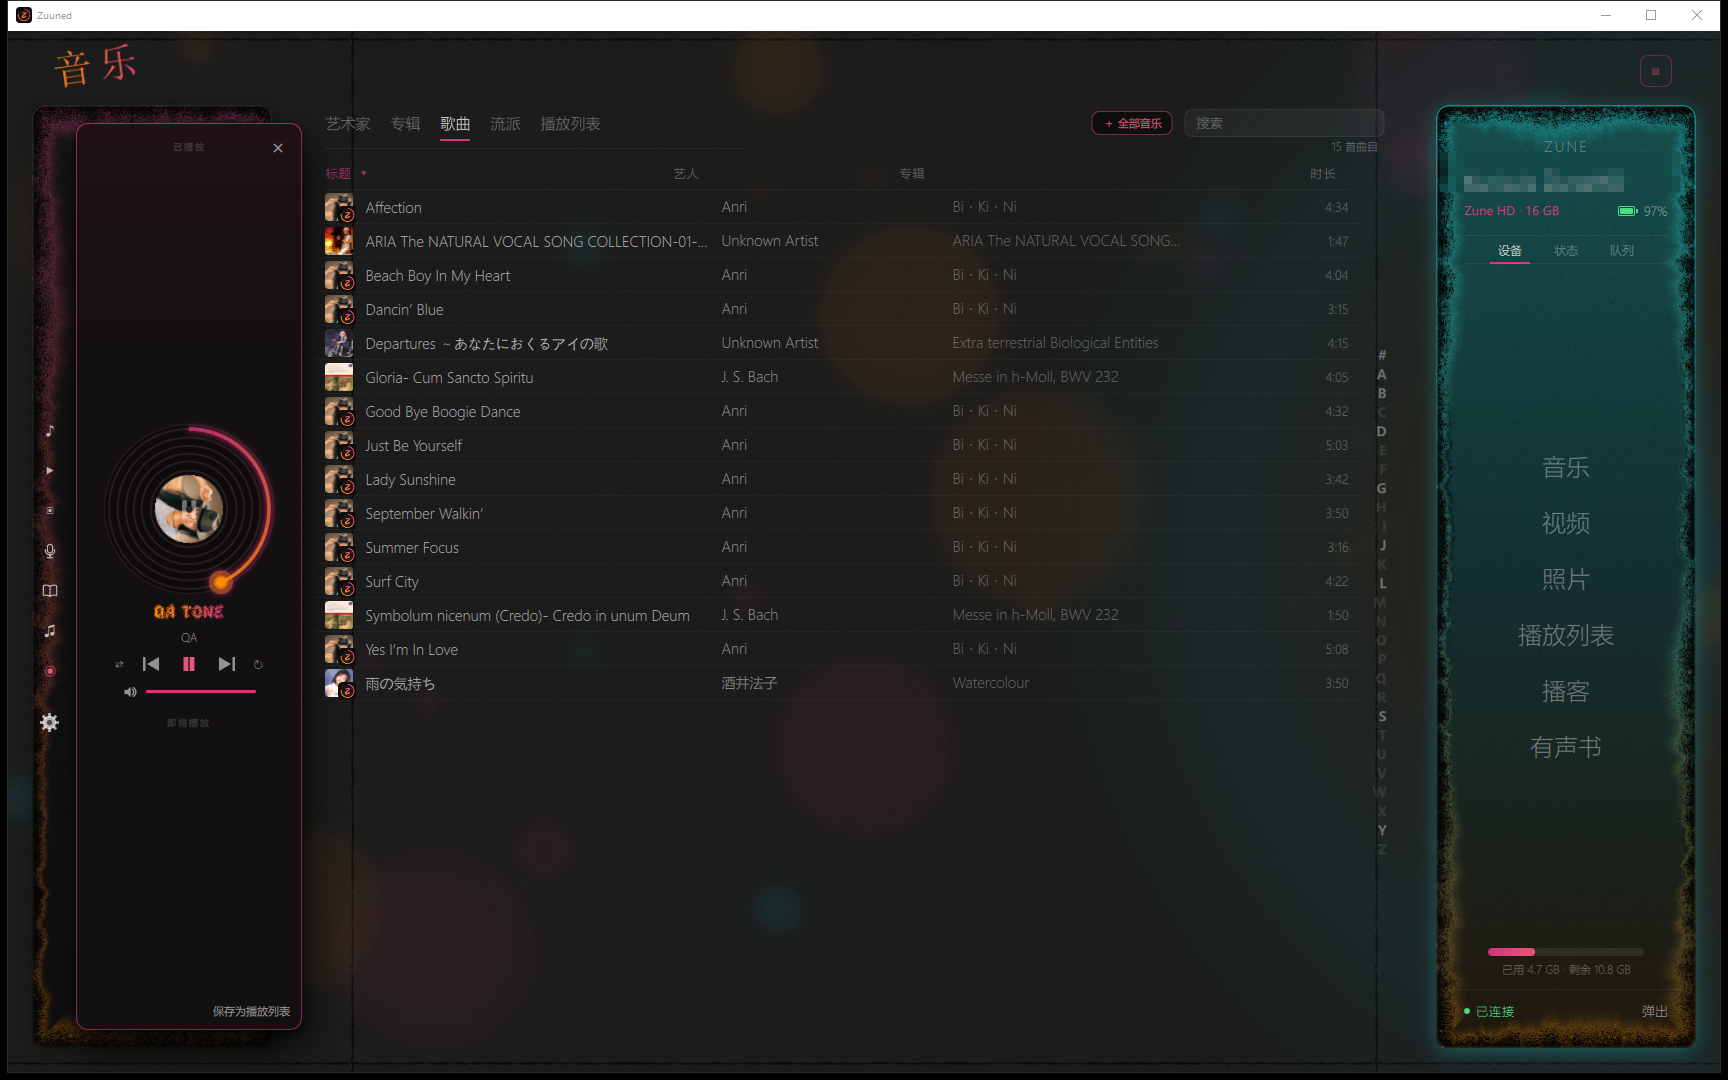 Zuuned
音乐
已播放
QA TONE
QA
即将播放
保存为播放列表
艺术家 专辑 歌曲 流派 播放列表
+ 全部音乐 搜索
15 首曲目
标题 ▼ 艺人 专辑 时长
Affection Anri Bi・Ki・Ni 4:34
ARIA The NATURAL VOCAL SONG COLLECTION-01-... Unknown Artist ARIA The NATURAL VOCAL SONG... 1:47
Beach Boy In My Heart Anri Bi・Ki・Ni 4:04
Dancin’ Blue Anri Bi・Ki・Ni 3:15
Departures ~あなたにおくるアイの歌 Unknown Artist Extra terrestrial Biological Entities 4:15
Gloria- Cum Sancto Spiritu J. S. Bach Messe in h-Moll, BWV 232 4:05
Good Bye Boogie Dance Anri Bi・Ki・Ni 4:32
Just Be Yourself Anri Bi・Ki・Ni 5:03
Lady Sunshine Anri Bi・Ki・Ni 3:42
September Walkin’ Anri Bi・Ki・Ni 3:50
Summer Focus Anri Bi・Ki・Ni 3:16
Surf City Anri Bi・Ki・Ni 4:22
Symbolum nicenum (Credo)- Credo in unum Deum J. S. Bach Messe in h-Moll, BWV 232 1:50
Yes I’m In Love Anri Bi・Ki・Ni 5:08
雨の気持ち 酒井法子 Watercolour 3:50
#
A
B
C
D
E
F
G
H
I
J
K
L
M
N
O
P
Q
R
S
T
U
V
W
X
Y
Z
ZUNE
Zune HD · 16 GB 97%
设备 状态 队列
音乐
视频
照片
播放列表
播客
有声书
已用 4.7 GB · 剩余 10.8 GB
已连接 弹出